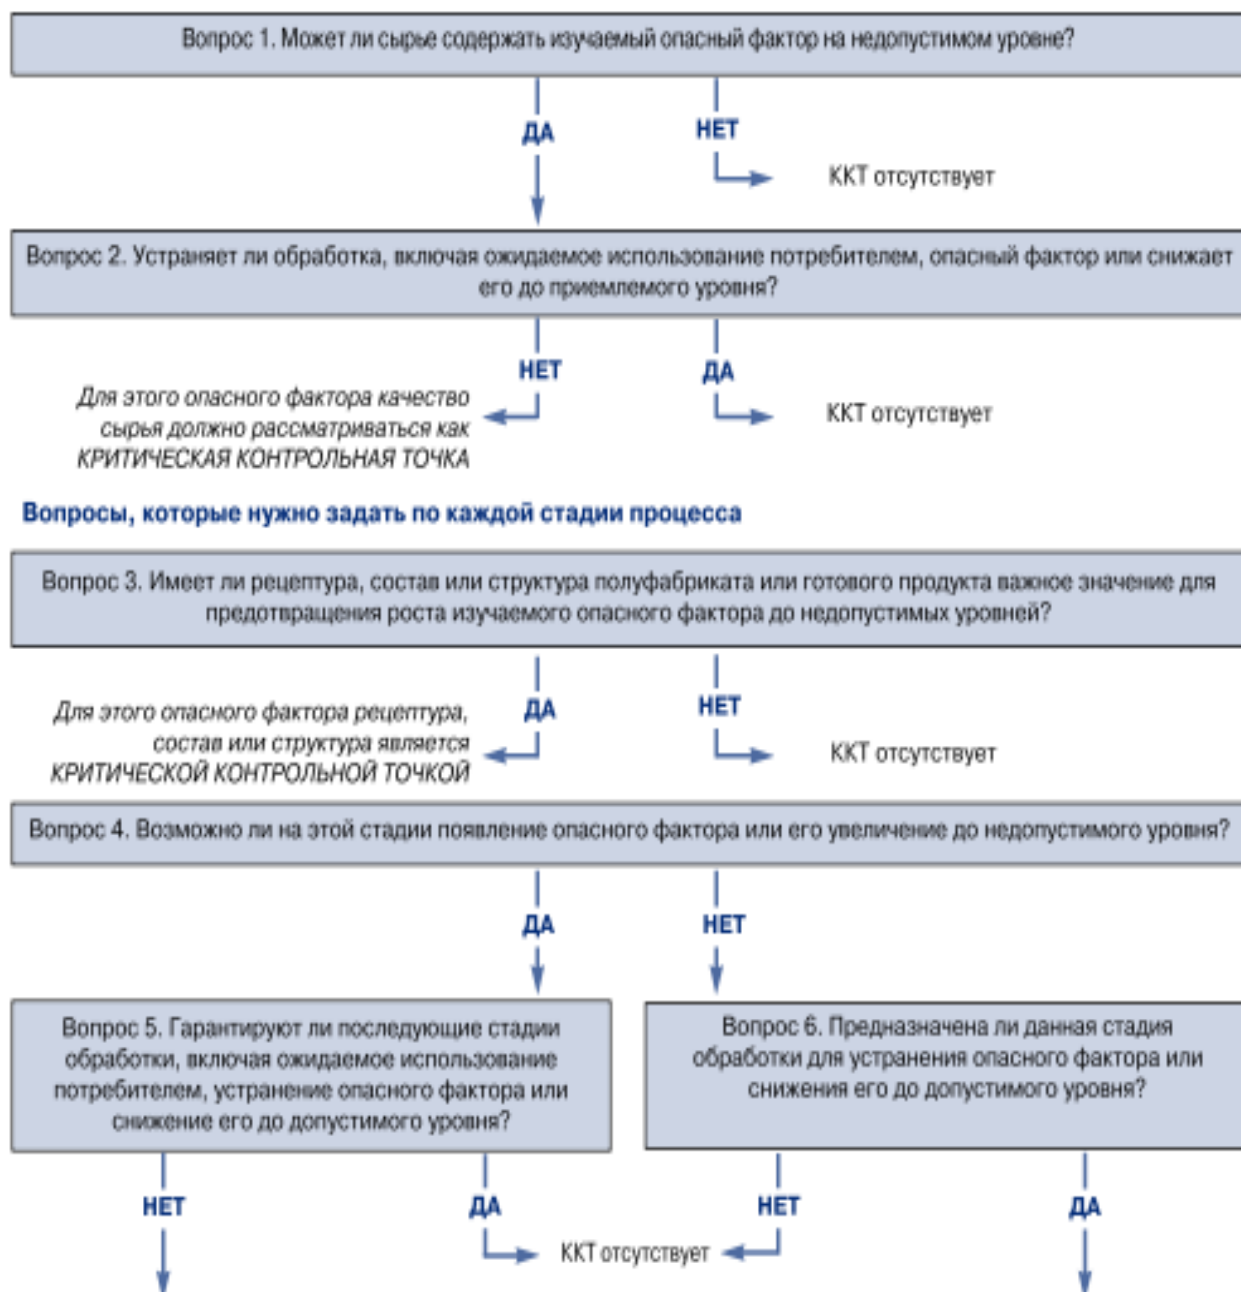 Вопрос 1. Может ли сырье содержать изучаемый опасный фактор на недопустимом уровне?
ДА
НЕТ
ККТ отсутствует
Вопрос 2. Устраняет ли обработка, включая ожидаемое использование потребителем, опасный фактор или снижает
его до приемлемого уровня?
НЕТ
ДА
Для этого опасного фактора качество
сырья должно рассматриваться как
КРИТИЧЕСКАЯ КОНТРОЛЬНАЯ ТОЧКА
ККТ отсутствует
Вопросы, которые нужно задать по каждой стадии процесса
Вопрос 3. Имеет ли рецептура, состав или структура полуфабриката или готового продукта важное значение для
предотвращения роста изучаемого опасного фактора до недопустимых уровней?
ДА
НЕТ
Для этого опасного фактора рецептура,
состав или структура является
КРИТИЧЕСКОЙ КОНТРОЛЬНОЙ ТОЧКОЙ
ККТ отсутствует
Вопрос 4. Возможно ли на этой стадии появление опасного фактора или его увеличение до недопустимого уровня?
ДА
НЕТ
Вопрос 5. Гарантируют ли последующие стадии
обработки, включая ожидаемое использование
потребителем, устранение опасного фактора или
снижение его до допустимого уровня?
Вопрос 6. Предназначена ли данная стадия
обработки для устранения опасного фактора или
снижения его до допустимого уровня?
НЕТ
ДА
НЕТ
ДА
ККТ отсутствует